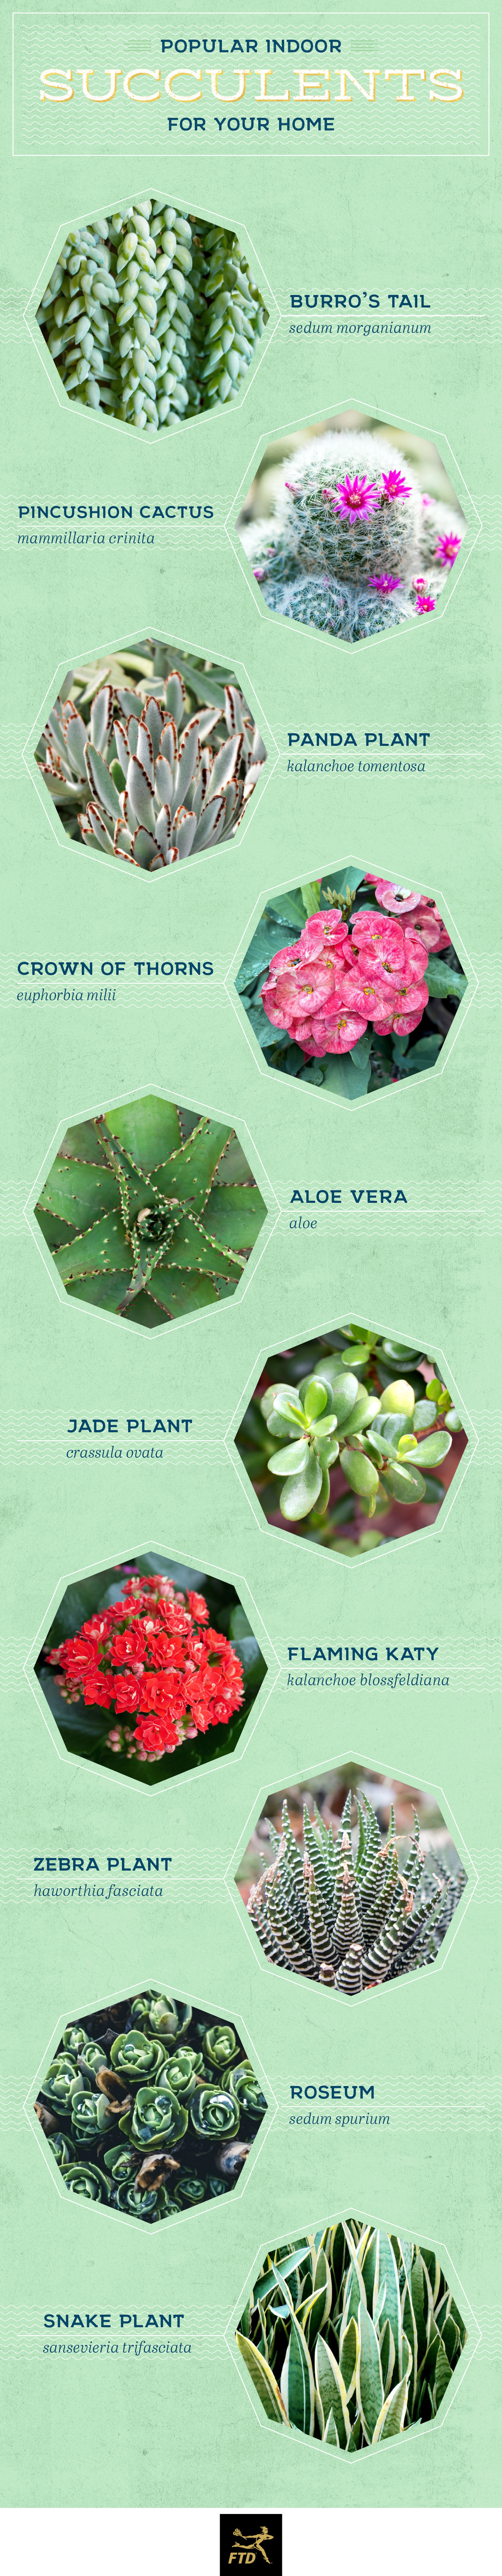 POPULAR INDOOR
SUCCULENTS
FOR YOUR HOME
BURRO'S TAIL
sedum morganianum
PINCUSHION CACTUS
mammillaria crinita
PANDA PLANT
kalanchoe tomentosa
CROWN OF THORNS
euphorbia milii
ALOE VERA
aloe
JADE PLANT
crassula ovata
FLAMING KATY
kalanchoe blossfeldiana
ZEBRA PLANT
haworthia fasciata
ROSEUM
sedum spurium
SNAKE PLANT
sansevieria trifasciata
FTD